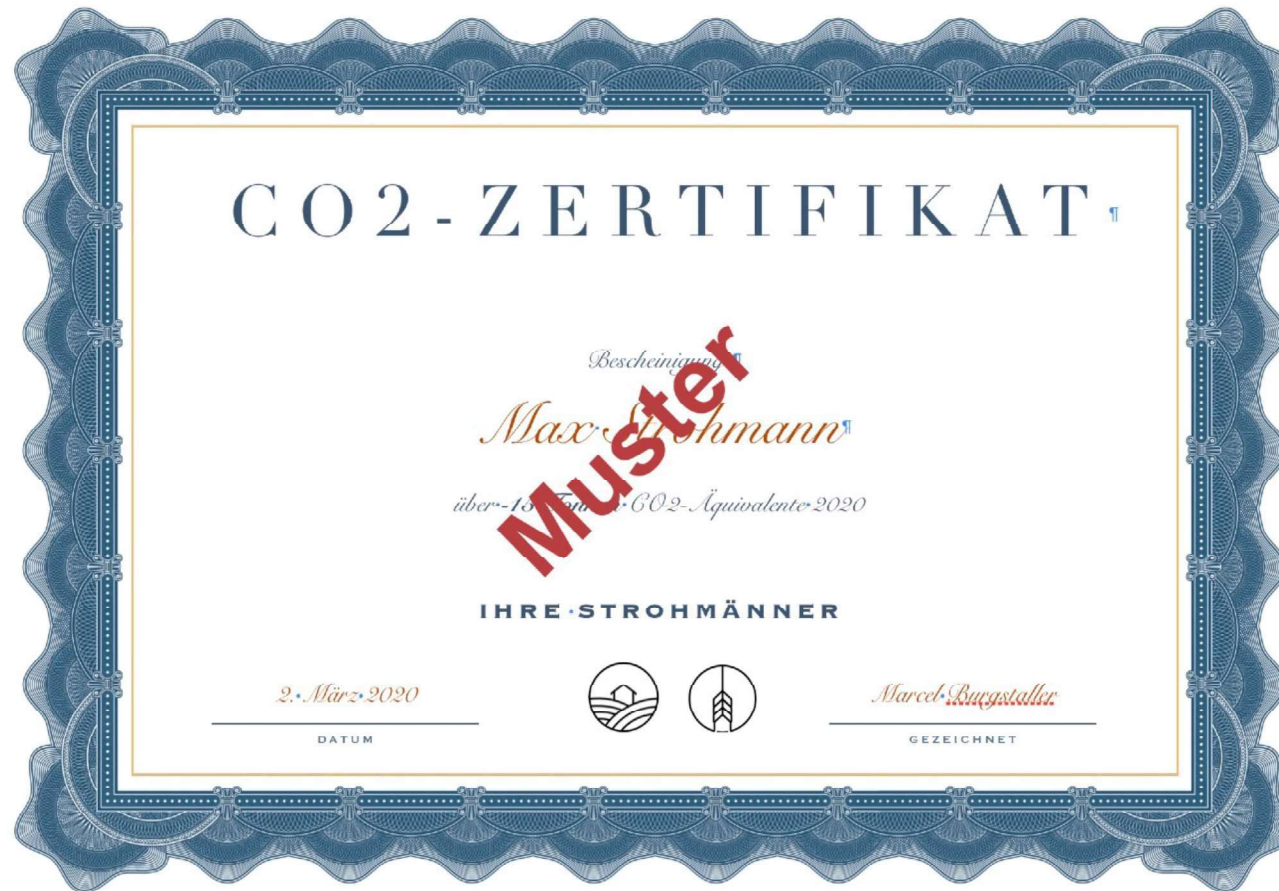 CO2-ZERTIFIKAT
Bescheinigung
Max Strohmann
Muster
über -15 Tonnen CO2-Äquivalente 2020
IHRE STROHMÄNNER
2. März 2020
Marcel Burgstaller
DATUM
GEZEICHNET